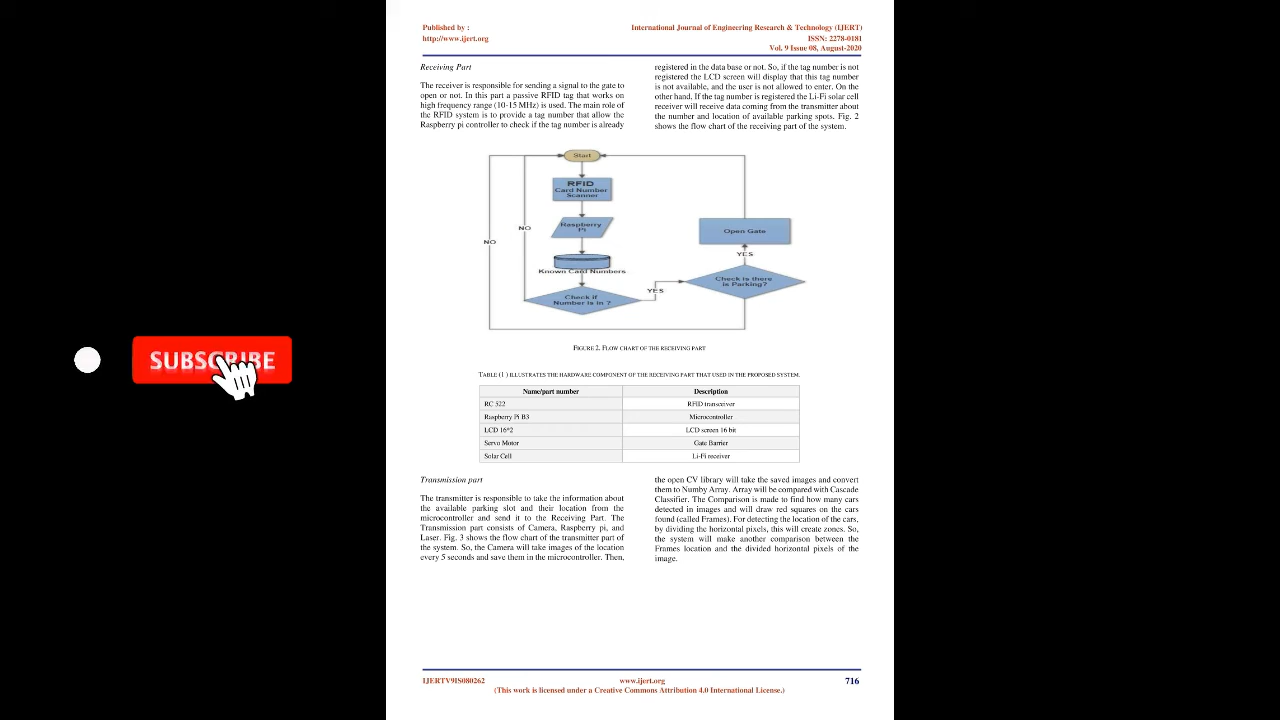 Published by :
http://www.ijert.org
International Journal of Engineering Research & Technology (IJERT)
ISSN: 2278-0181
Vol. 9 Issue 08, August-2020
Receiving Part
The receiver is responsible for sending a signal to the gate to
open or not. In this part a passive RFID tag that works on
high frequency range (10-15 MHz) is used. The main role of
the RFID system is to provide a tag number that allow the
Raspberry pi controller to check if the tag number is already
registered in the data base or not. So, if the tag number is not
registered the LCD screen will display that this tag number
is not available, and the user is not allowed to enter. On the
other hand, If the tag number is registered the Li-Fi solar cell
receiver will receive data coming from the transmitter about
the number and location of available parking spots. Fig. 2
shows the flow chart of the receiving part of the system.
Start
RFID
Card Number
Scanner
Raspberry
Pi
Known Card Numbers
Check if
Number is in ?
NO
NO
YES
Check is there
is Parking?
YES
Open Gate
FIGURE 2. FLOW CHART OF THE RECEIVING PART
TABLE (1) ILLUSTRATES THE HARDWARE COMPONENT OF THE RECEIVING PART THAT USED IN THE PROPOSED SYSTEM.
Name/part number Description
RC 522 RFID transceiver
Raspberry Pi B3 Microcontroller
LCD 16*2 LCD screen 16 bit
Servo Motor Gate Barrier
Solar Cell Li-Fi receiver
Transmission part
The transmitter is responsible to take the information about
the available parking slot and their location from the
microcontroller and send it to the Receiving Part. The
Transmission part consists of Camera, Raspberry pi, and
Laser. Fig. 3 shows the flow chart of the transmitter part of
the system. So, the Camera will take images of the location
every 5 seconds and save them in the microcontroller. Then,
the open CV library will take the saved images and convert
them to Numby Array. Array will be compared with Cascade
Classifier. The Comparison is made to find how many cars
detected in images and will draw red squares on the cars
found (called Frames). For detecting the location of the cars,
by dividing the horizontal pixels, this will create zones. So,
the system will make another comparison between the
Frames location and the divided horizontal pixels of the
image.
IJERTV9IS080262
www.ijert.org
(This work is licensed under a Creative Commons Attribution 4.0 International License.)
716
SUBSCRIBE